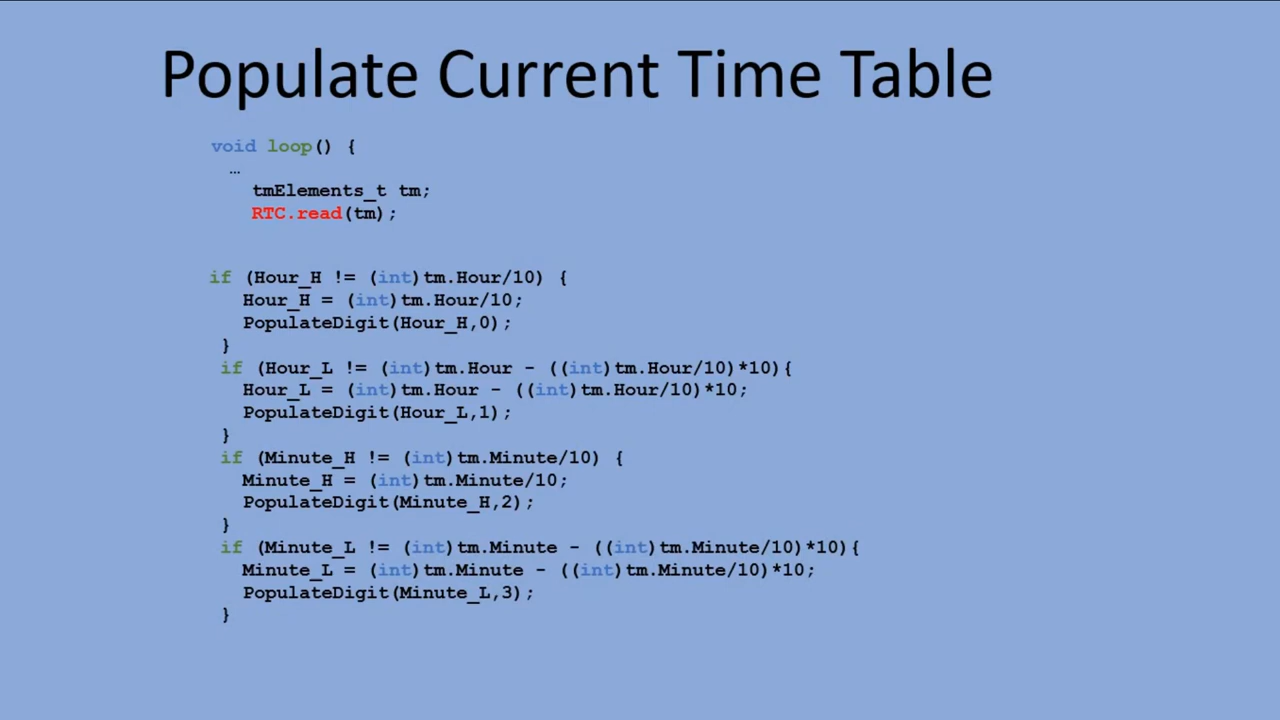 Populate Current Time Table
void loop() {
…
tmElements_t tm;
RTC.read(tm);
if (Hour_H != (int)tm.Hour/10) {
Hour_H = (int)tm.Hour/10;
PopulateDigit(Hour_H,0);
}
if (Hour_L != (int)tm.Hour - ((int)tm.Hour/10)*10){
Hour_L = (int)tm.Hour - ((int)tm.Hour/10)*10;
PopulateDigit(Hour_L,1);
}
if (Minute_H != (int)tm.Minute/10) {
Minute_H = (int)tm.Minute/10;
PopulateDigit(Minute_H,2);
}
if (Minute_L != (int)tm.Minute - ((int)tm.Minute/10)*10){
Minute_L = (int)tm.Minute - ((int)tm.Minute/10)*10;
PopulateDigit(Minute_L,3);
}